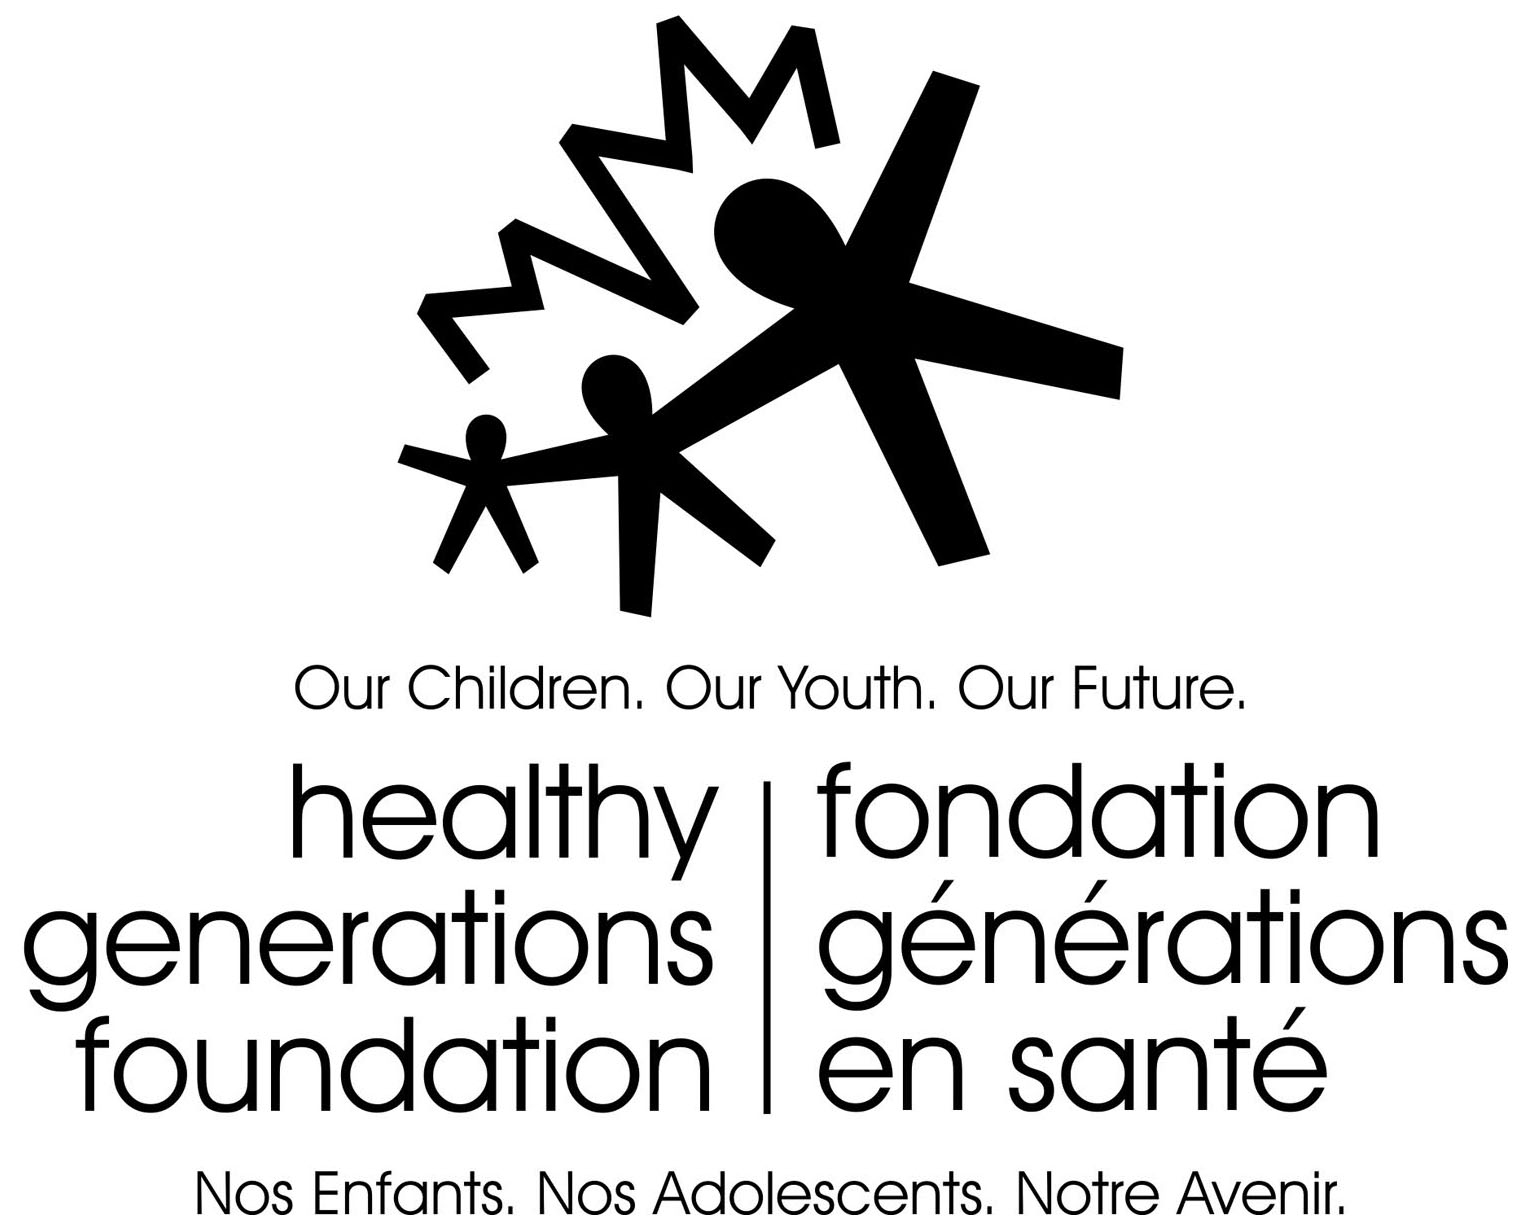 Our Children. Our Youth. Our Future.
healthy
generations
foundation
fondation
générations
en santé
Nos Enfants. Nos Adolescents. Notre Avenir.